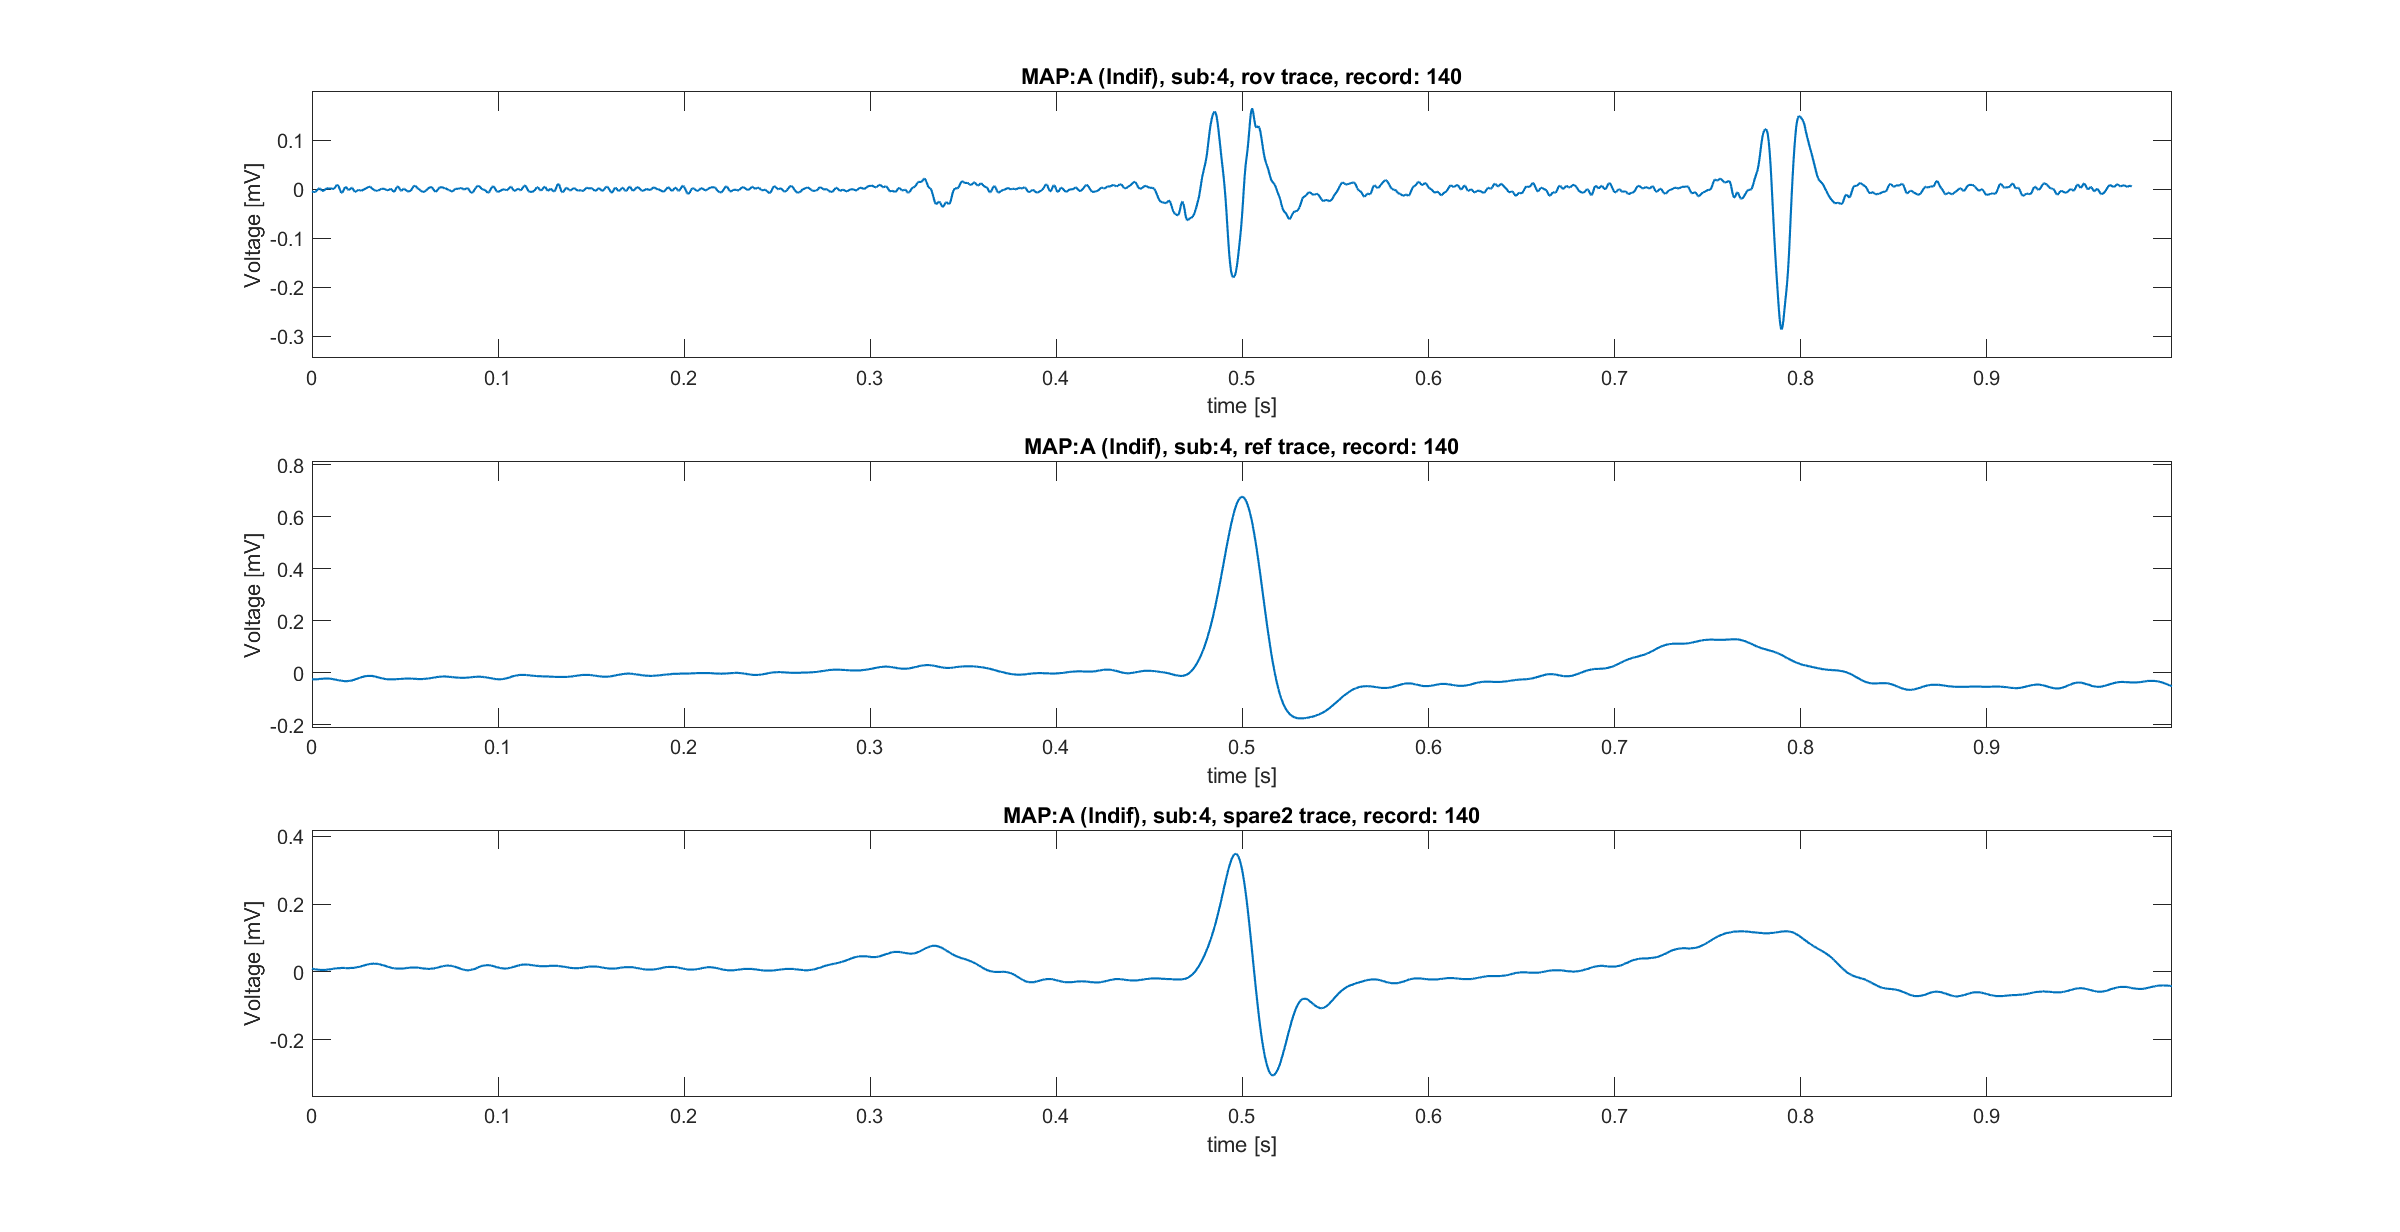 MAP:A (Indif), sub:4, rov trace, record: 140
Voltage [mV]
0.1
0
-0.1
-0.2
-0.3
0 0.1 0.2 0.3 0.4 0.5 0.6 0.7 0.8 0.9
time [s]
MAP:A (Indif), sub:4, ref trace, record: 140
Voltage [mV]
0.8
0.6
0.4
0.2
0
-0.2
0 0.1 0.2 0.3 0.4 0.5 0.6 0.7 0.8 0.9
time [s]
MAP:A (Indif), sub:4, spare2 trace, record: 140
Voltage [mV]
0.4
0.2
0
-0.2
0 0.1 0.2 0.3 0.4 0.5 0.6 0.7 0.8 0.9
time [s]